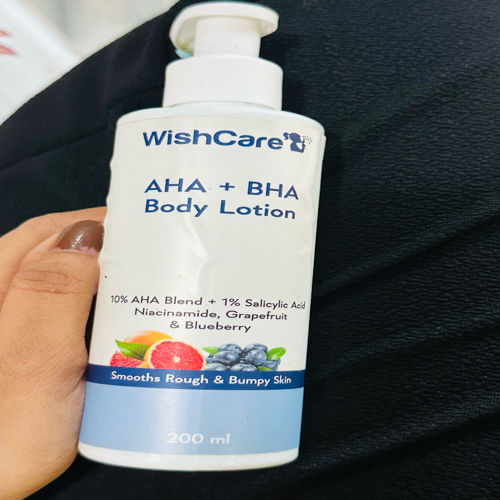 WishCare
AHA + BHA
Body Lotion
10% AHA Blend + 1% Salicylic Acid
Niacinamide, Grapefruit
& Blueberry
Smooths Rough & Bumpy Skin
200 ml